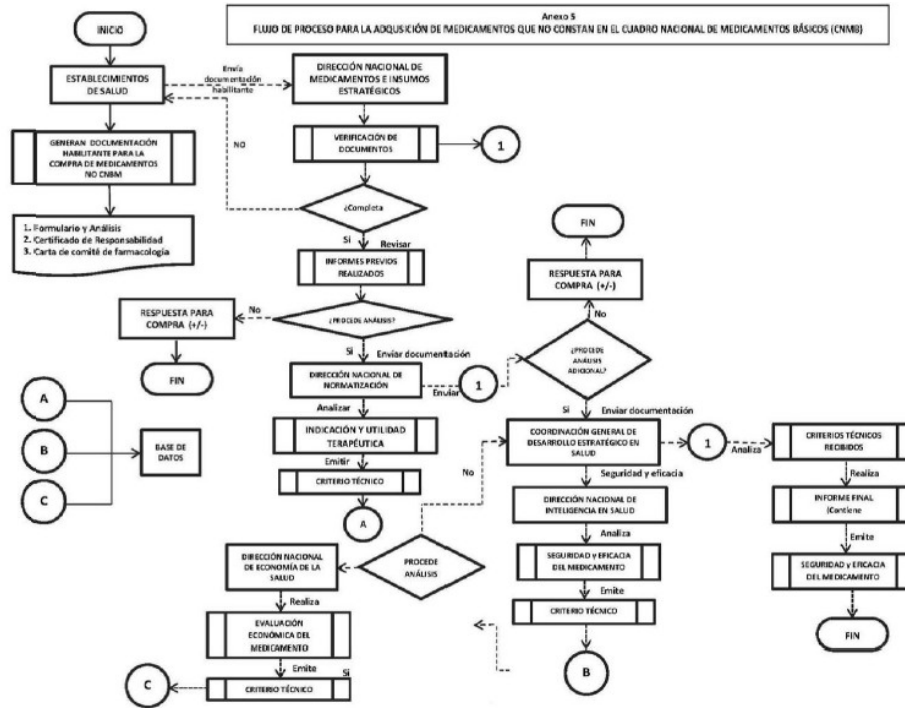 Anexo 5
FLUJO DE PROCESO PARA LA ADQUSICIÓN DE MEDICAMENTOS QUE NO CONSTAN EN EL CUADRO NACIONAL DE MEDICAMENTOS BÁSICOS (CNMB)
INICIO
ESTABLECIMIENTOS
DE SALUD
Envía
documentación
habilitante
DIRECCIÓN NACIONAL DE
MEDICAMENTOS E INSUMOS
ESTRATÉGICOS
GENERAN DOCUMENTACIÓN
HABILITANTE PARA LA
COMPRA DE MEDICAMENTOS
NO CNBM
NO
VERIFICACIÓN DE
DOCUMENTOS
1
¿Completa
1. Formulario y Análisis
2. Certificado de Responsabilidad
3. Carta de comité de farmacología
Si
Revisar
INFORMES PREVIOS
REALIZADOS
FIN
RESPUESTA PARA
COMPRA (+/-)
No
RESPUESTA PARA
COMPRA (+/-)
No
¿PROCEDE ANÁLISIS?
FIN
Si
Enviar documentación
DIRECCIÓN NACIONAL DE
NORMATIZACIÓN
Enviar
1
¿PROCEDE
ANÁLISIS
ADICIONAL?
Analizar
INDICACIÓN Y UTILIDAD
TERAPÉUTICA
Emitir
CRITERIO TÉCNICO
A
A
B
C
BASE DE
DATOS
Si
Enviar documentación
COORDINACIÓN GENERAL DE
DESARROLLO ESTRATÉGICO EN
SALUD
1
Analiza
CRITERIOS TÉCNICOS
RECIBIDOS
No
Seguridad y eficacia
Realiza
DIRECCIÓN NACIONAL DE
INTELIGENCIA EN SALUD
INFORME FINAL
(Contiene
Analiza
Emite
SEGURIDAD y EFICACIA
DEL MEDICAMENTO
SEGURIDAD y EFICACIA
DEL MEDICAMENTO
Emite
FIN
CRITERIO TÉCNICO
B
PROCEDE
ANÁLISIS
DIRECCIÓN NACIONAL
DE ECONOMÍA DE LA
SALUD
Realiza
EVALUACIÓN
ECONÓMICA DEL
MEDICAMENTO
Emite
Si
CRITERIO TÉCNICO
C